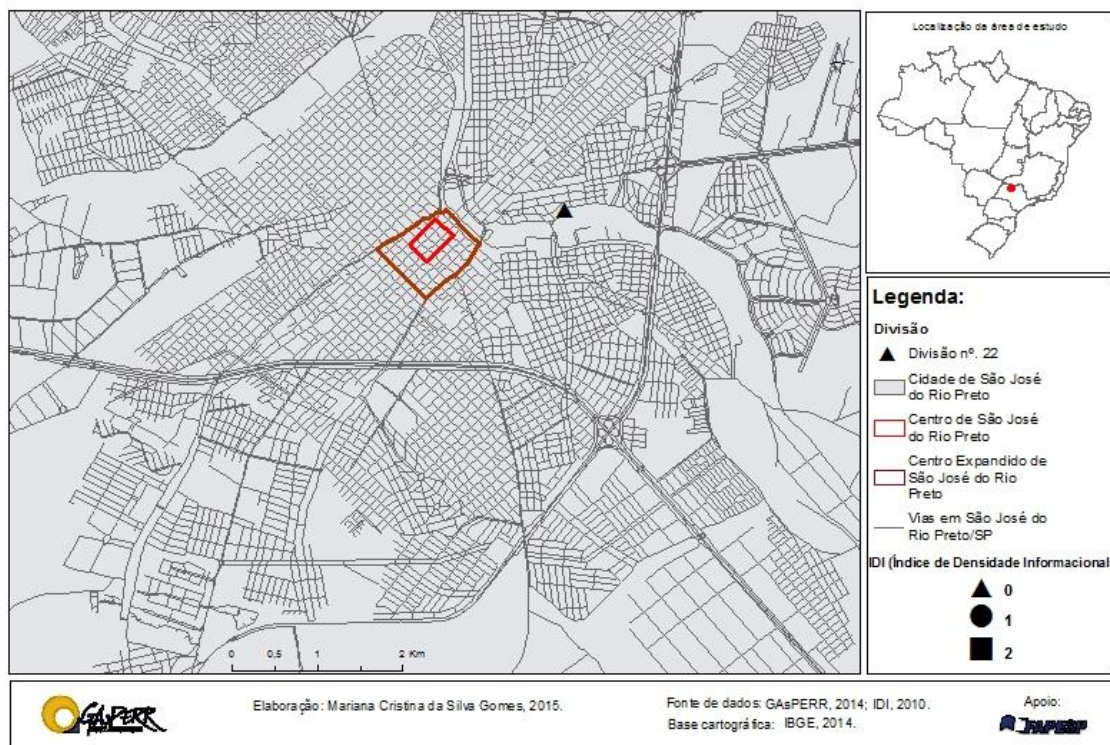 Localização da área de estudo
Legenda:
Divisão
Divisão nº. 22
Cidade de São José
do Rio Preto
Centro de São José
do Rio Preto
Centro Expandido de
São José do Rio
Preto
Vias em São José do
Rio Preto/SP
IDI (Índice de Densidade Informacional
0
1
2
0 0,5 1 2 Km
GAsPERR
Elaboração: Mariana Cristina da Silva Gomes, 2015.
Fonte de dados: GAsPERR, 2014; IDI, 2010.
Base cartográfica: IBGE, 2014.
Apoio:
FAPESP